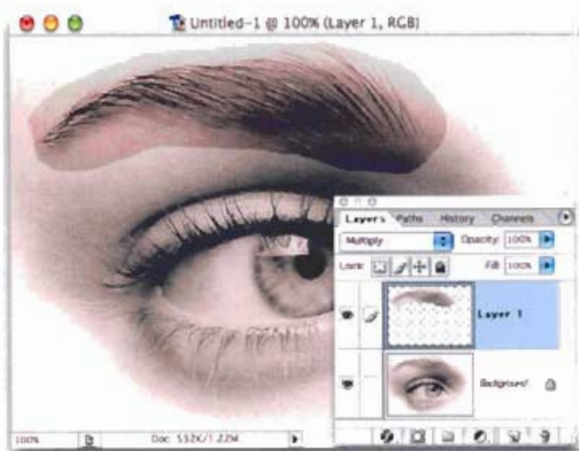 Untitled-1 @ 100% (Layer 1, RGB)
Layers Paths History Channels
Multiply Opacity: 100%
Lock: Fill: 100%
Layer 1
Background
100% Doc: 532K/1.22M